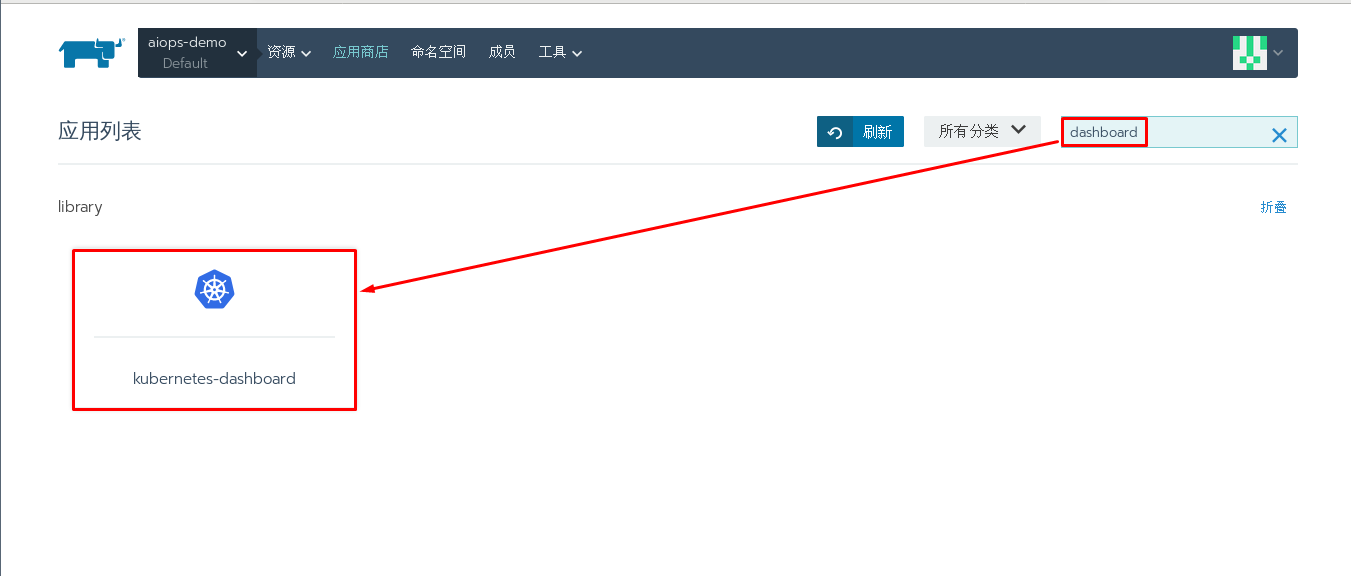 aiops-demo
Default
资源 应用商店 命名空间 成员 工具
应用列表 刷新 所有分类 dashboard
library 折叠
kubernetes-dashboard